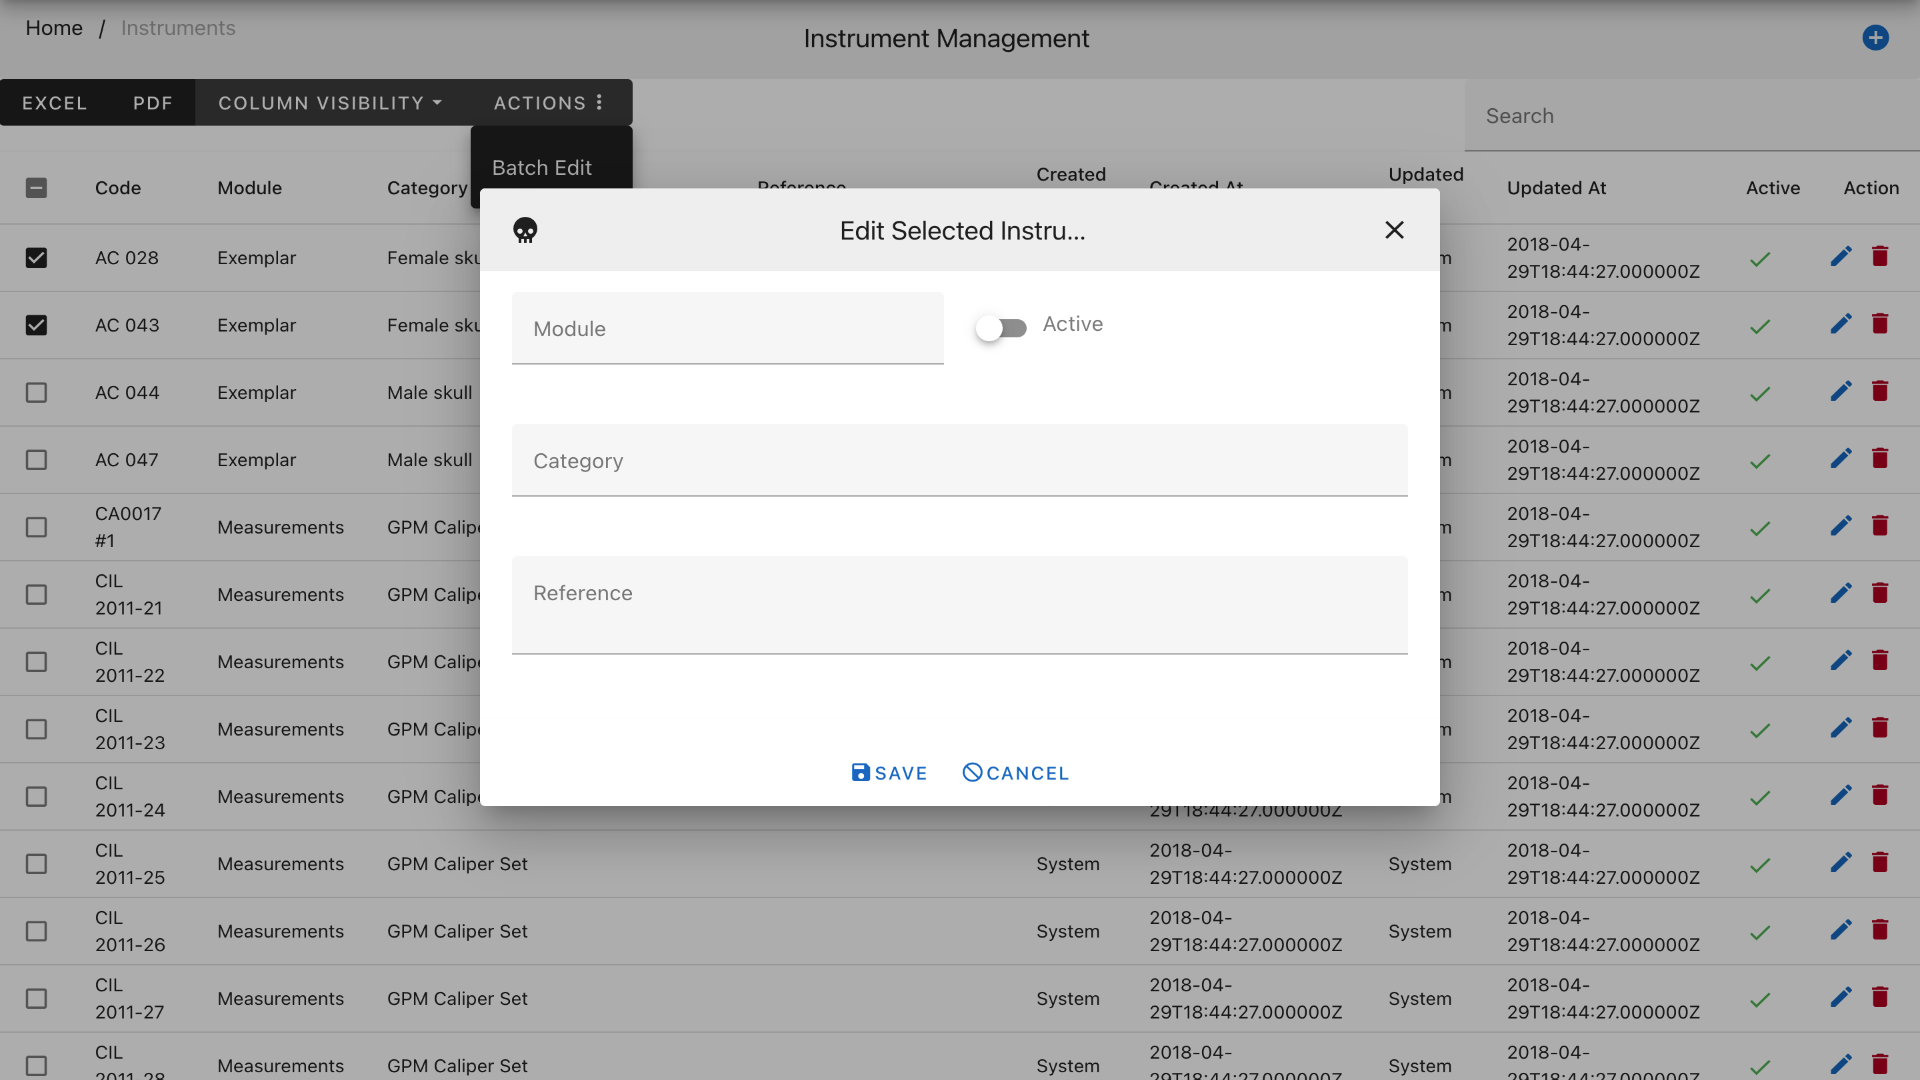 Home / Instruments
Instrument Management
EXCEL PDF COLUMN VISIBILITY ACTIONS
Search
Batch Edit
Code Module Category Reference Created Created At Updated Updated At Active Action
Edit Selected Instru...
Module
Active
Category
Reference
SAVE CANCEL
AC 028 Exemplar Female sku m 2018-04-
29T18:44:27.000000Z
AC 043 Exemplar Female sku m 2018-04-
29T18:44:27.000000Z
AC 044 Exemplar Male skull m 2018-04-
29T18:44:27.000000Z
AC 047 Exemplar Male skull m 2018-04-
29T18:44:27.000000Z
CA0017 Measurements GPM Calipe m 2018-04-
#1 29T18:44:27.000000Z
CIL Measurements GPM Calipe m 2018-04-
2011-21 29T18:44:27.000000Z
CIL Measurements GPM Calipe m 2018-04-
2011-22 29T18:44:27.000000Z
CIL Measurements GPM Calipe m 2018-04-
2011-23 29T18:44:27.000000Z
CIL Measurements GPM Calipe m 2018-04-
2011-24 29T18:44:27.000000Z 29T18:44:27.000000Z
CIL Measurements GPM Caliper Set System 2018-04- System 2018-04-
2011-25 29T18:44:27.000000Z 29T18:44:27.000000Z
CIL Measurements GPM Caliper Set System 2018-04- System 2018-04-
2011-26 29T18:44:27.000000Z 29T18:44:27.000000Z
CIL Measurements GPM Caliper Set System 2018-04- System 2018-04-
2011-27 29T18:44:27.000000Z 29T18:44:27.000000Z
CIL Measurements GPM Caliper Set System 2018-04- System 2018-04-
2011-28 29T18:44:27.000000Z 29T18:44:27.000000Z